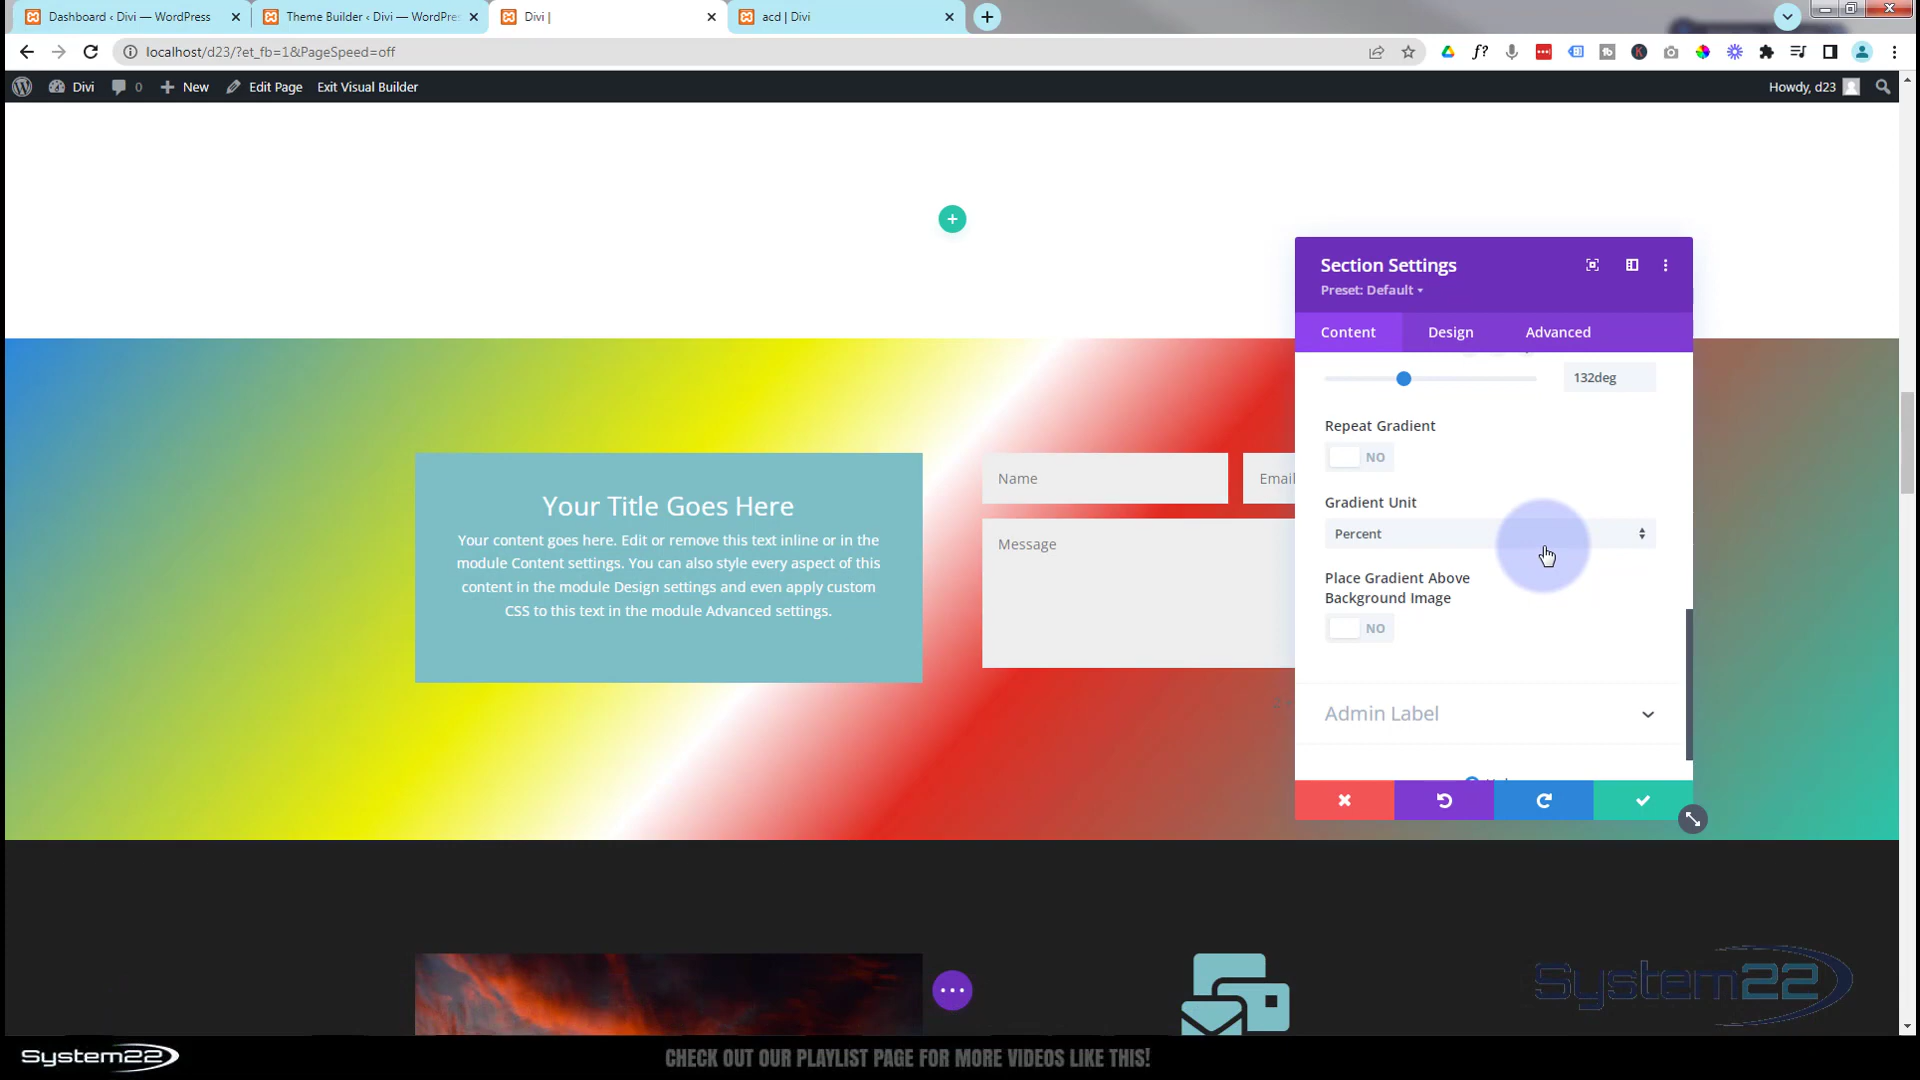 Dashboard ‹ Divi — WordPress
Theme Builder ‹ Divi — WordPres
Divi |
acd | Divi
localhost/d23/?et_fb=1&PageSpeed=off
Divi
0
New
Edit Page
Exit Visual Builder
Howdy, d23
Section Settings
Preset: Default
Content
Design
Advanced
132deg
Repeat Gradient
NO
Gradient Unit
Percent
Place Gradient Above
Background Image
NO
Admin Label
Your Title Goes Here
Your content goes here. Edit or remove this text inline or in the
module Content settings. You can also style every aspect of this
content in the module Design settings and even apply custom
CSS to this text in the module Advanced settings.
Name
Email
Message
System22
System22
CHECK OUT OUR PLAYLIST PAGE FOR MORE VIDEOS LIKE THIS!